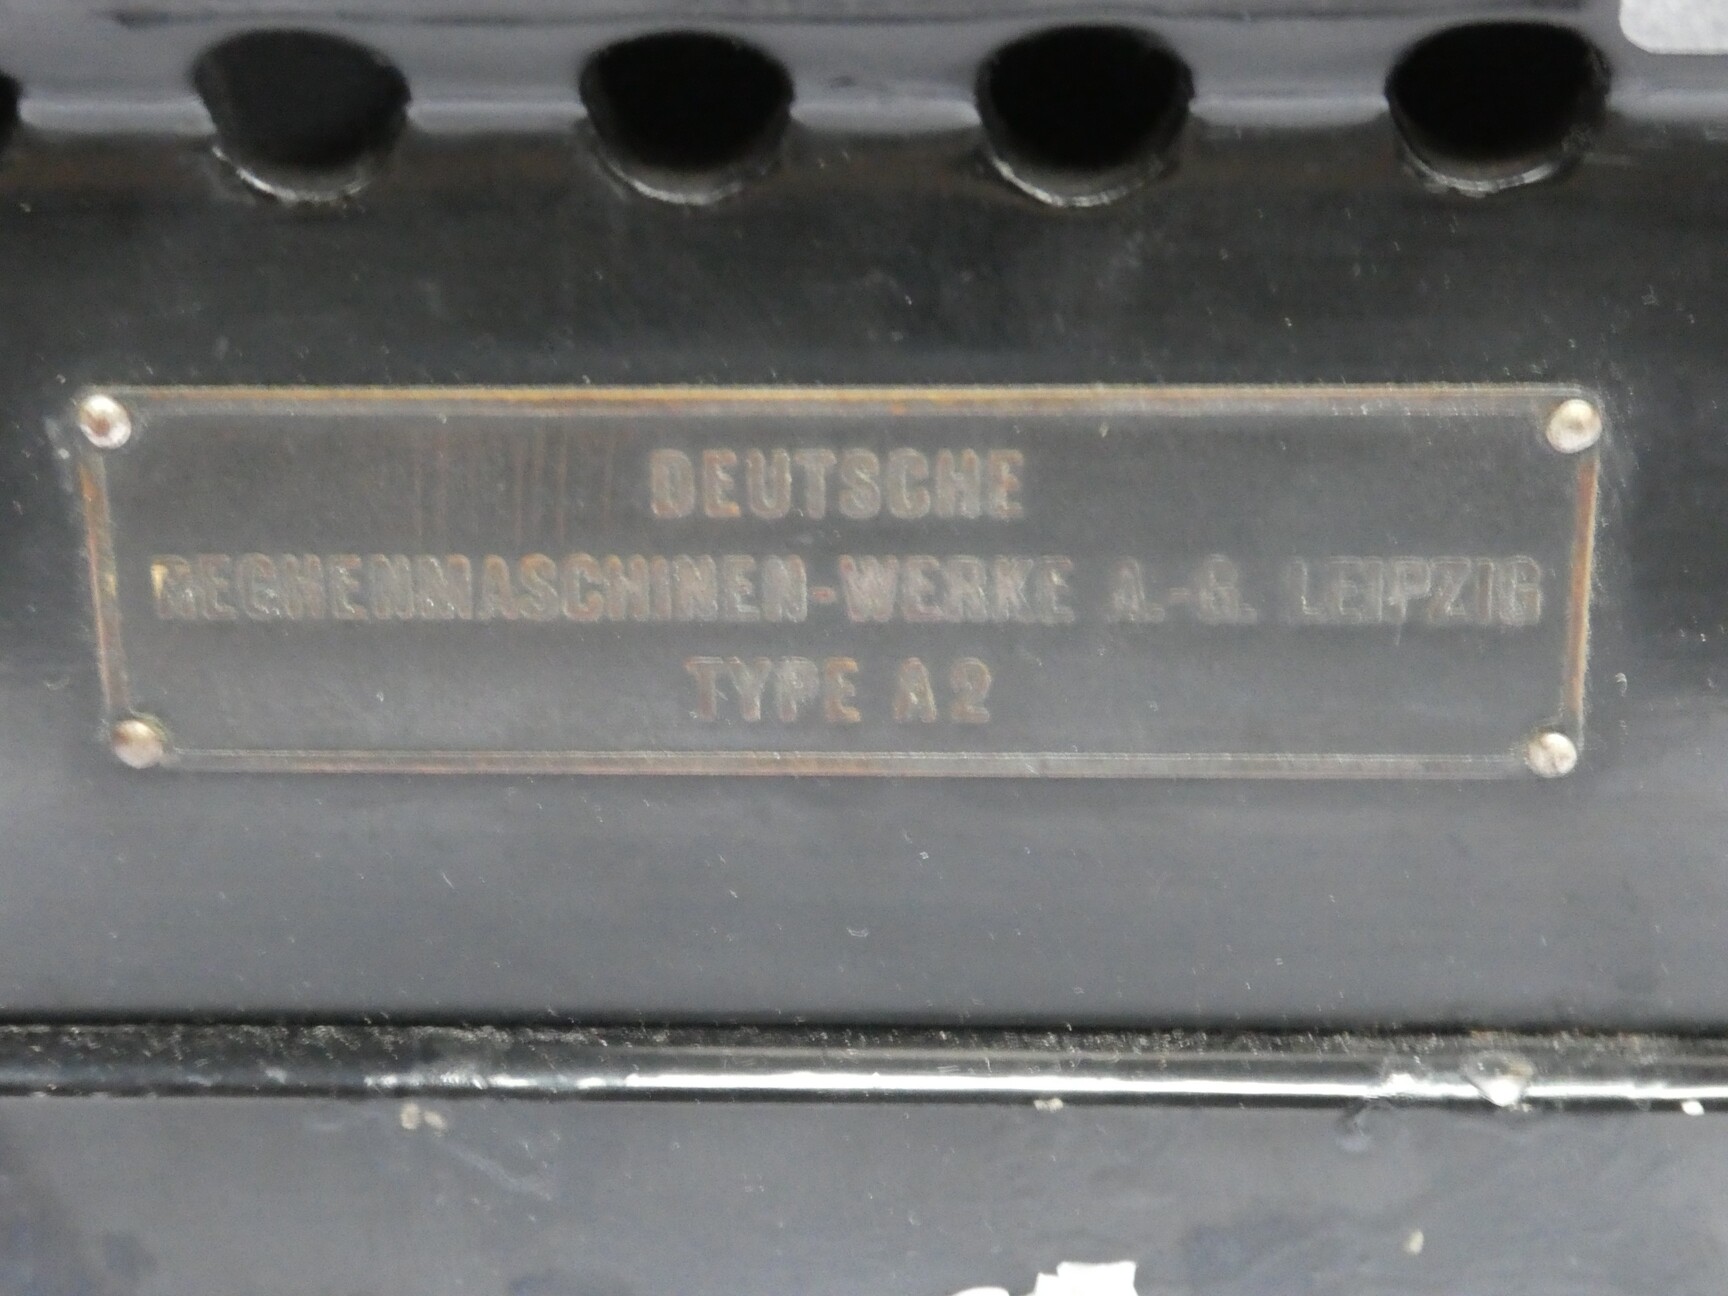 DEUTSCHE
RECHENMASCHINEN-WERKE A.-G. LEIPZIG
TYPE A2